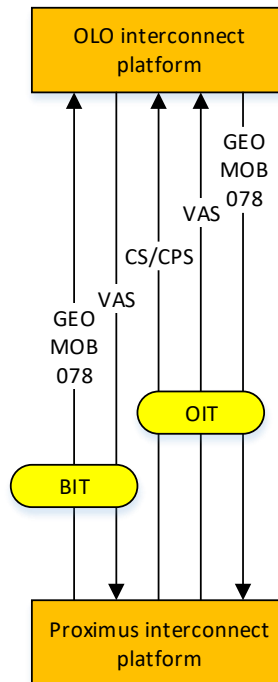 OLO interconnect
platform
GEO
MOB
078
VAS
CS/CPS
VAS
GEO
MOB
078
OIT
BIT
Proximus interconnect
platform